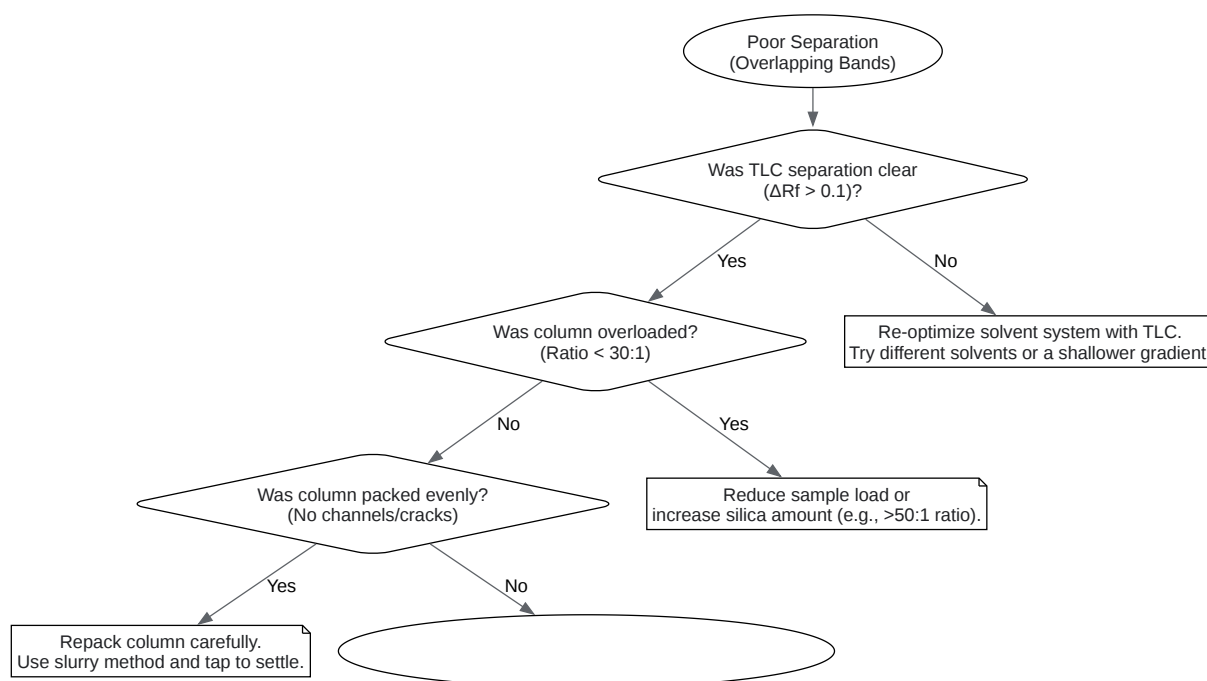 Poor Separation
(Overlapping Bands)
Was TLC separation clear
(ΔRf > 0.1)?
Yes
No
Was column overloaded?
(Ratio < 30:1)
Re-optimize solvent system with TLC.
Try different solvents or a shallower gradient
No
Yes
Was column packed evenly?
(No channels/cracks)
Reduce sample load or
increase silica amount (e.g., >50:1 ratio).
Yes
No
Repack column carefully.
Use slurry method and tap to settle.